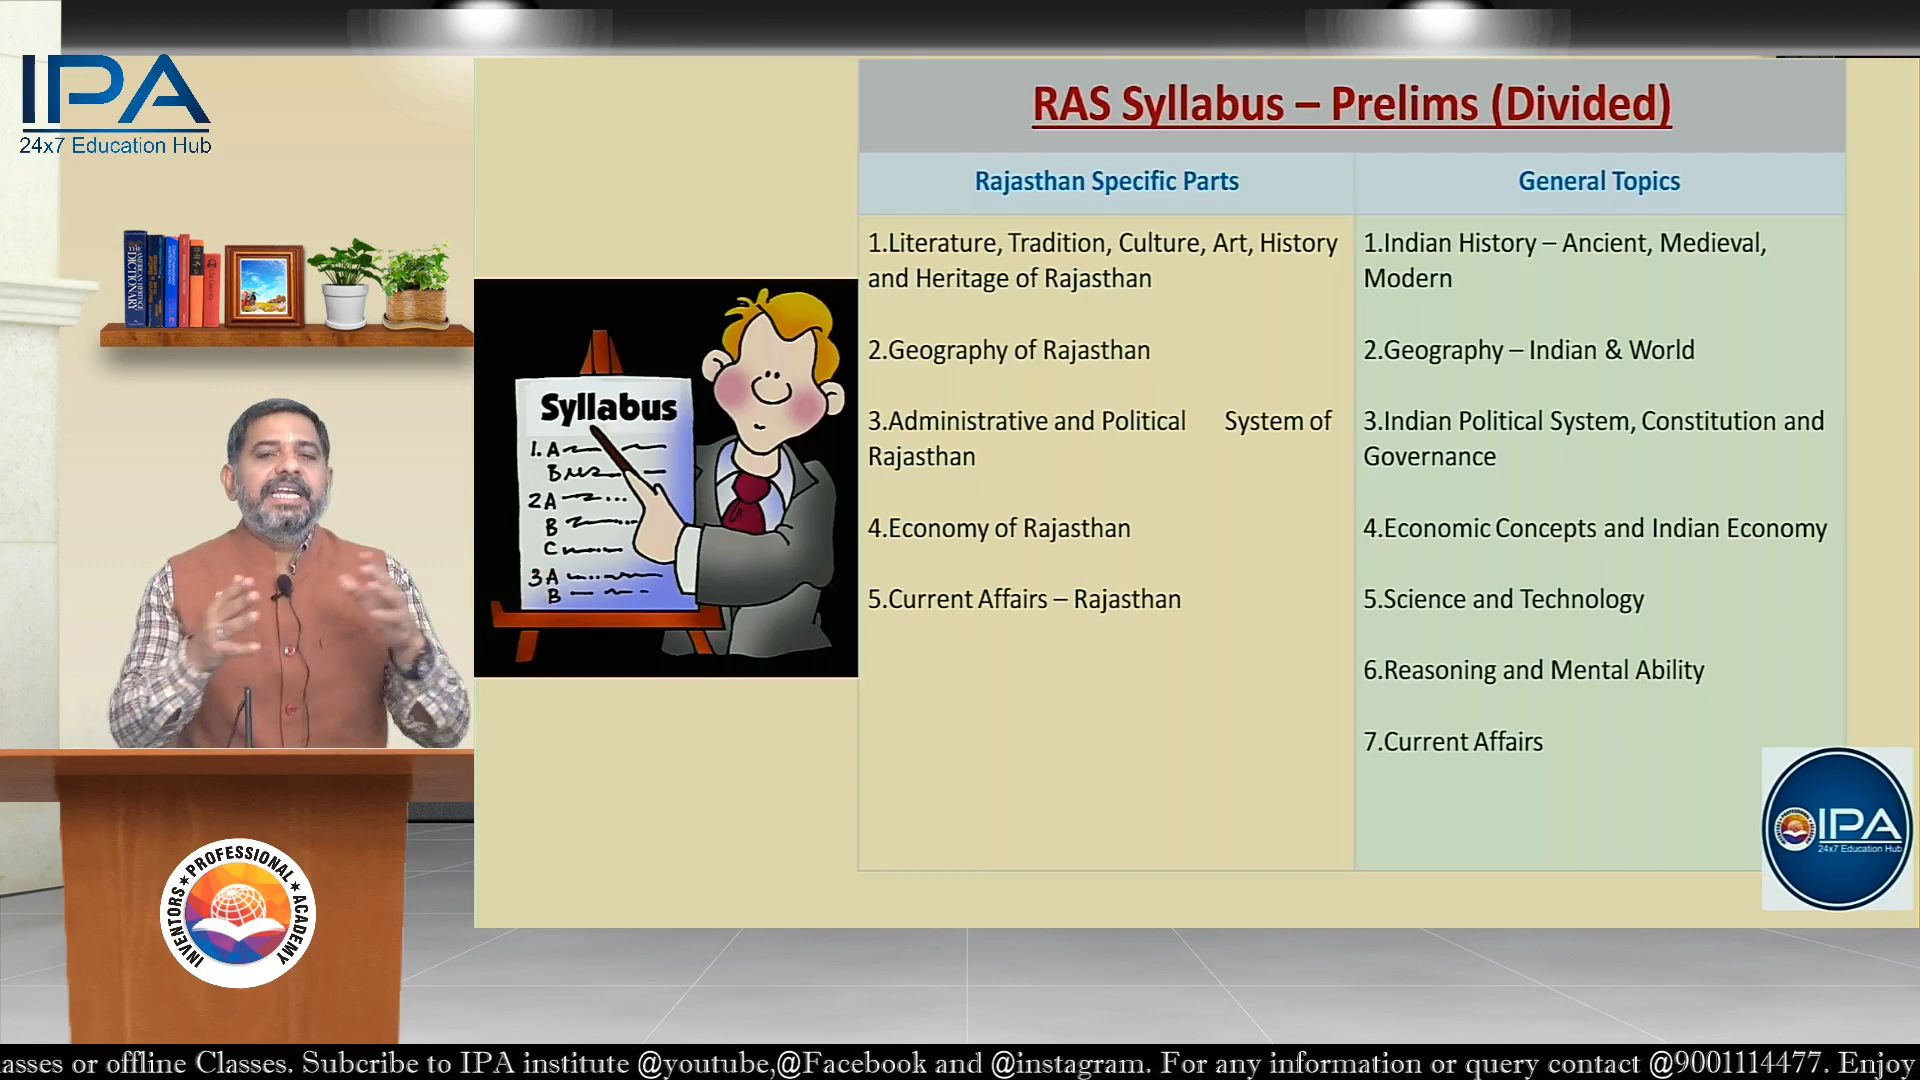 IPA
24x7 Education Hub
RAS Syllabus – Prelims (Divided)
Rajasthan Specific Parts
General Topics
1.Literature, Tradition, Culture, Art, History
and Heritage of Rajasthan
2.Geography of Rajasthan
3.Administrative and Political System of
Rajasthan
4.Economy of Rajasthan
5.Current Affairs – Rajasthan
1.Indian History – Ancient, Medieval,
Modern
2.Geography – Indian & World
3.Indian Political System, Constitution and
Governance
4.Economic Concepts and Indian Economy
5.Science and Technology
6.Reasoning and Mental Ability
7.Current Affairs
Syllabus
1. A
B
2 A
B
C
3 A
B
THE
AMERICAN HERITAGE
DICTIONARY
IPA
24x7 Education Hub
INVENTORS ★ PROFESSIONAL ★ ACADEMY
asses or offline Classes. Subcribe to IPA institute @youtube,@Facebook and @instagram. For any information or query contact @9001114477. Enjoy